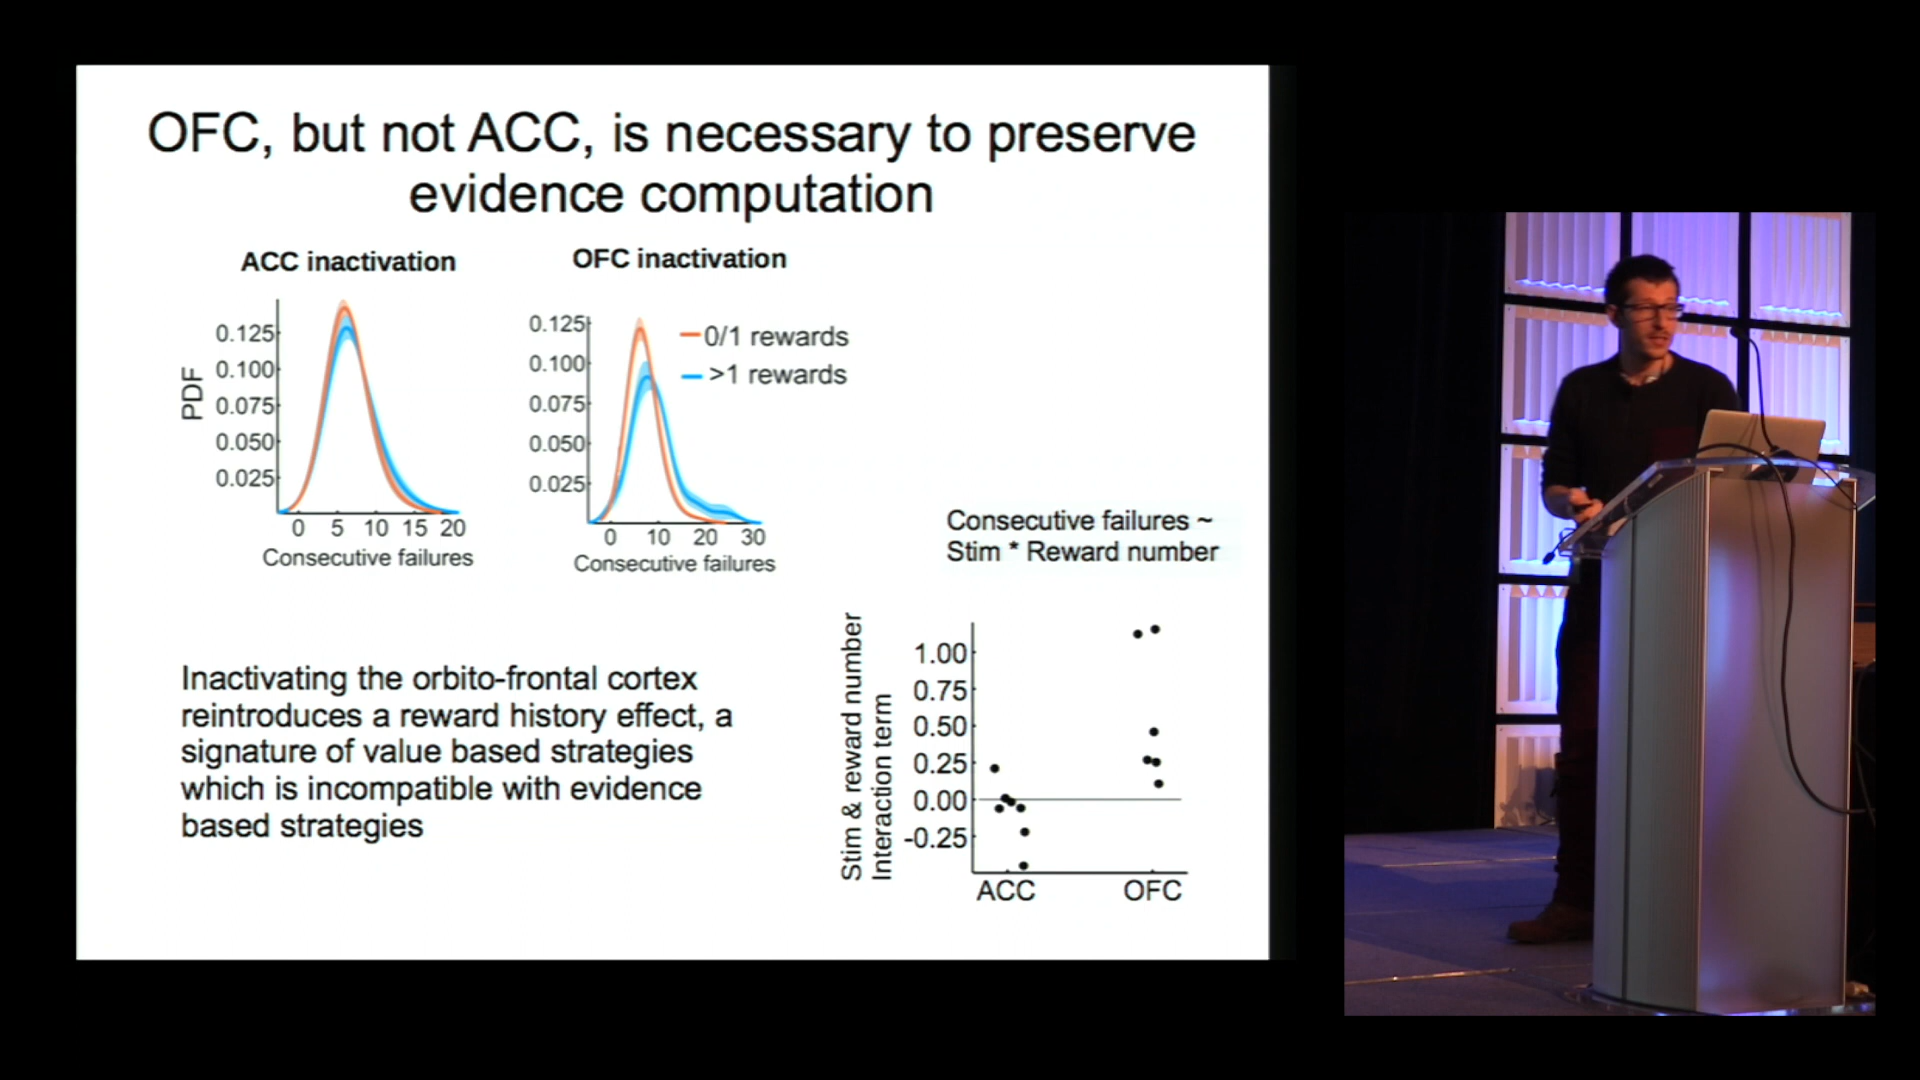 OFC, but not ACC, is necessary to preserve
evidence computation
ACC inactivation
PDF
0.125
0.100
0.075
0.050
0.025
0 5 10 15 20
Consecutive failures
OFC inactivation
0.125
0.100
0.075
0.050
0.025
0 10 20 30
Consecutive failures
0/1 rewards
>1 rewards
Inactivating the orbito-frontal cortex
reintroduces a reward history effect, a
signature of value based strategies
which is incompatible with evidence
based strategies
Consecutive failures ~
Stim * Reward number
Stim & reward number
Interaction term
1.00
0.75
0.50
0.25
0.00
-0.25
ACC OFC